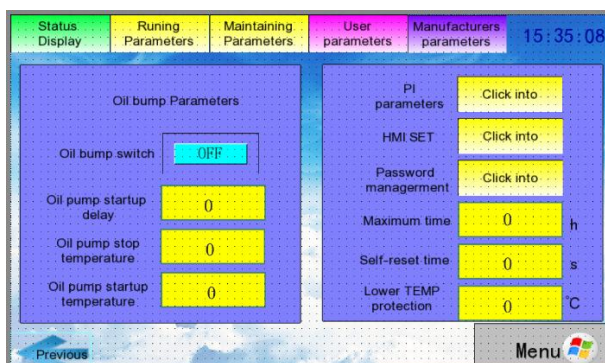 Status
Display
Runing
Parameters
Maintaining
Parameters
User
parameters
Manufacturers
parameters
15:35:08
Oil bump Parameters
Oil bump switch
OFF
Oil pump startup
delay
0
Oil pump stop
temperature
0
Oil pump startup
temperature
0
PI
parameters
Click into
HMI SET
Click into
Password
managerment
Click into
Maximum time
0
h
Self-reset time
0
s
Lower TEMP
protection
0
°C
Previous
Menu